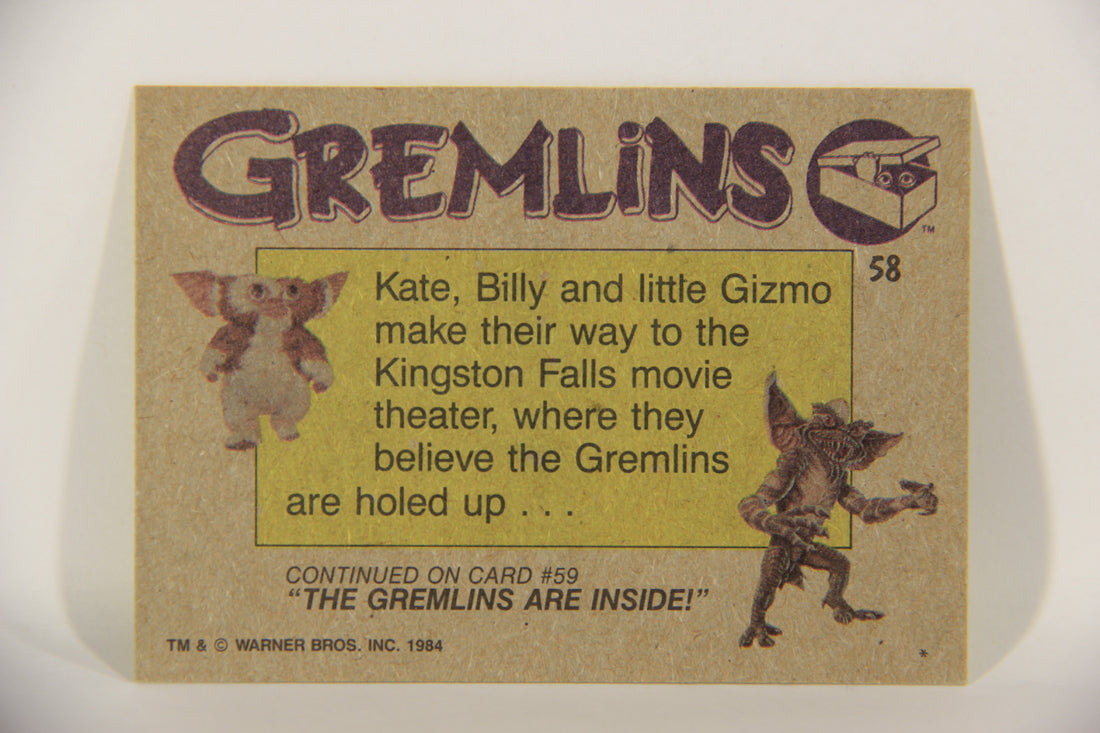 GREMLiNS
TM
58
Kate, Billy and little Gizmo
make their way to the
Kingston Falls movie
theater, where they
believe the Gremlins
are holed up . . .
CONTINUED ON CARD #59
“THE GREMLINS ARE INSIDE!”
TM & © WARNER BROS. INC. 1984
*